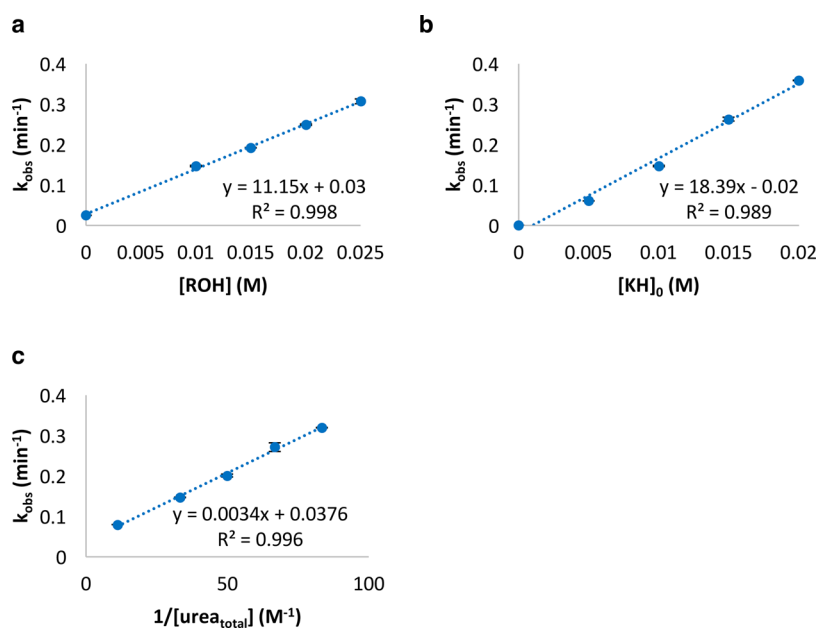 a
0.4
0.3
0.2
0.1
0
k_obs (min⁻¹)
y = 11.15x + 0.03
R² = 0.998
0 0.005 0.01 0.015 0.02 0.025
[ROH] (M)
b
0.4
0.3
0.2
0.1
0
k_obs (min⁻¹)
y = 18.39x - 0.02
R² = 0.989
0 0.005 0.01 0.015 0.02
[KH]₀ (M)
c
0.4
0.3
0.2
0.1
0
k_obs (min⁻¹)
y = 0.0034x + 0.0376
R² = 0.996
0 50 100
1/[urea_total] (M⁻¹)